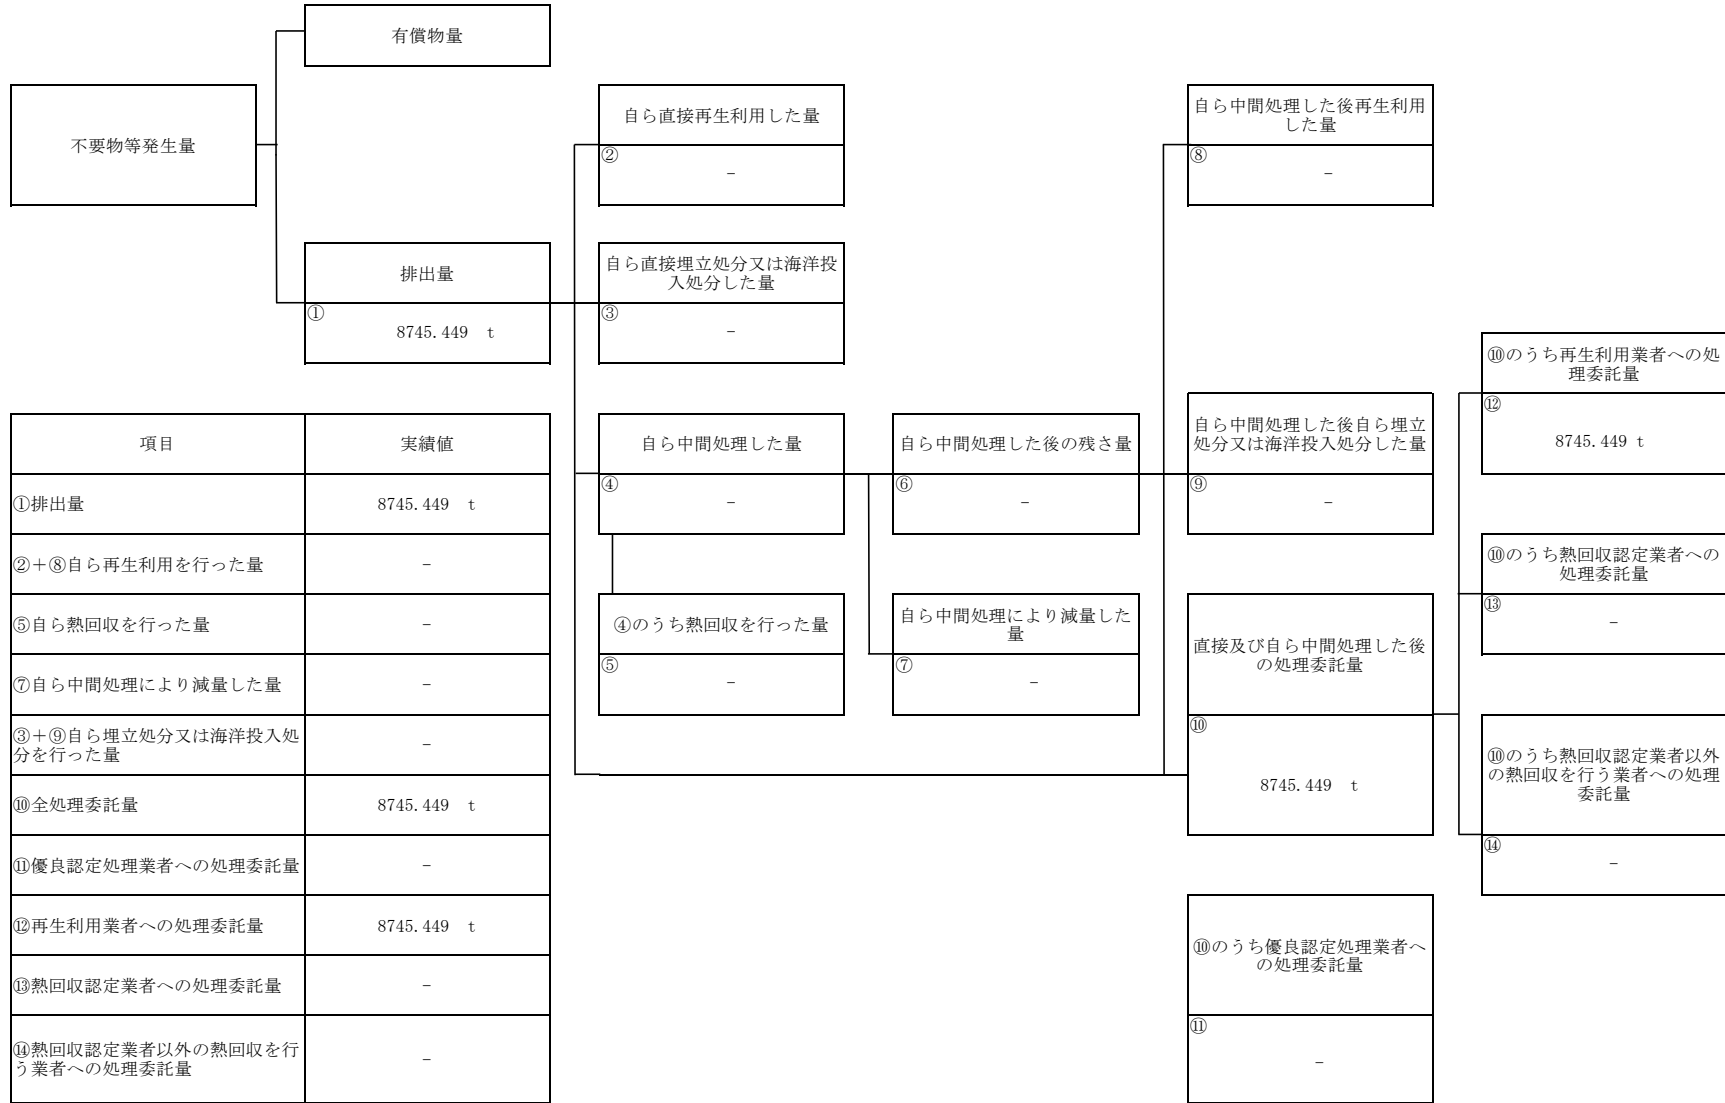 有償物量
不要物等発生量
自ら直接再生利用した量
②
－
自ら中間処理した後再生利用
した量
⑧
－
排出量
①
8745.449 t
自ら直接埋立処分又は海洋投
入処分した量
③
－
⑩のうち再生利用業者への処
理委託量
⑫
8745.449 t
項目 実績値
①排出量 8745.449 t
②＋⑧自ら再生利用を行った量 －
⑤自ら熱回収を行った量 －
⑦自ら中間処理により減量した量 －
③＋⑨自ら埋立処分又は海洋投入処
分を行った量 －
⑩全処理委託量 8745.449 t
⑪優良認定処理業者への処理委託量 －
⑫再生利用業者への処理委託量 8745.449 t
⑬熱回収認定業者への処理委託量 －
⑭熱回収認定業者以外の熱回収を行
う業者への処理委託量 －
自ら中間処理した量
④
－
自ら中間処理した後の残さ量
⑥
－
自ら中間処理した後自ら埋立
処分又は海洋投入処分した量
⑨
－
④のうち熱回収を行った量
⑤
－
自ら中間処理により減量した
量
⑦
－
直接及び自ら中間処理した後
の処理委託量
⑩
8745.449 t
⑩のうち熱回収認定業者への
処理委託量
⑬
－
⑩のうち熱回収認定業者以外
の熱回収を行う業者への処理
委託量
⑭
－
⑩のうち優良認定処理業者へ
の処理委託量
⑪
－